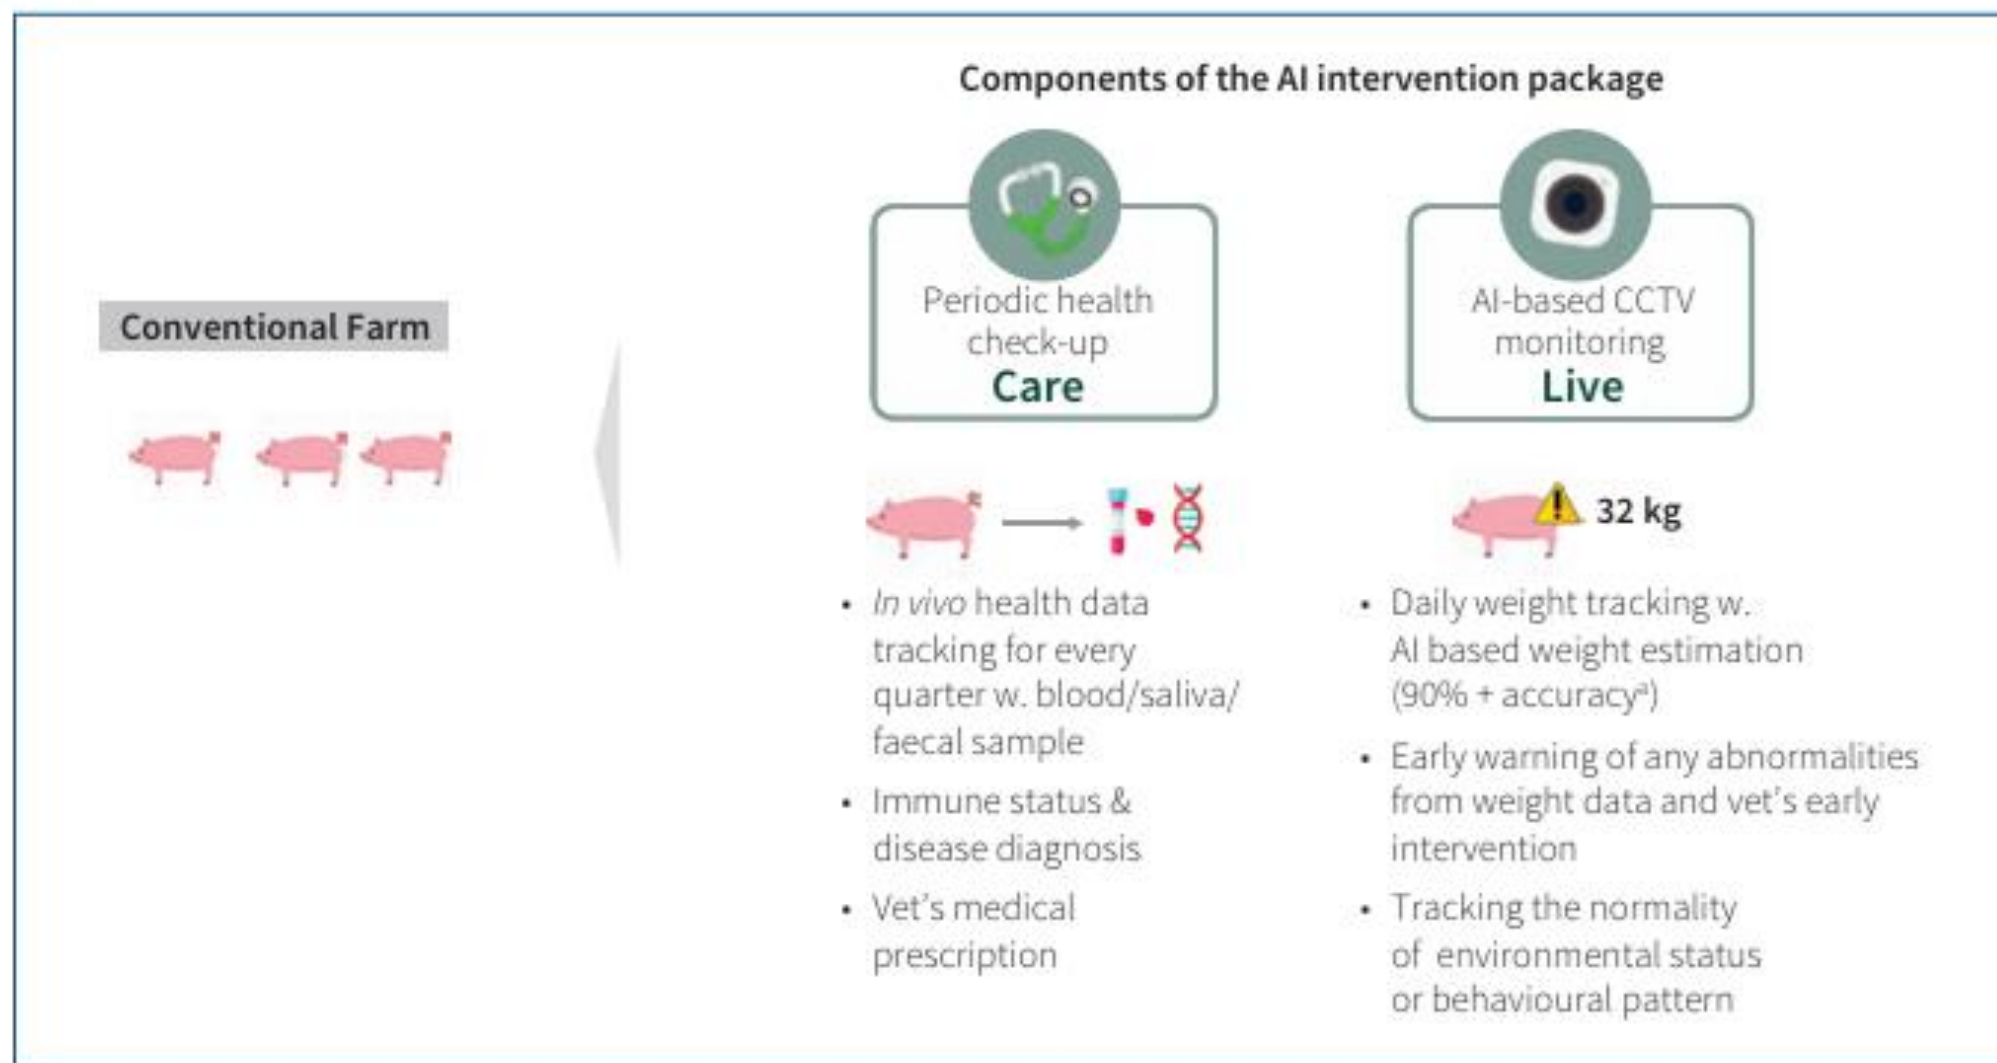 Components of the AI intervention package
Conventional Farm
Periodic health
check-up
Care
• In vivo health data
tracking for every
quarter w. blood/saliva/
faecal sample
• Immune status &
disease diagnosis
• Vet's medical
prescription
AI-based CCTV
monitoring
Live
32 kg
• Daily weight tracking w.
AI based weight estimation
(90% + accuracyᵃ)
• Early warning of any abnormalities
from weight data and vet's early
intervention
• Tracking the normality
of environmental status
or behavioural pattern